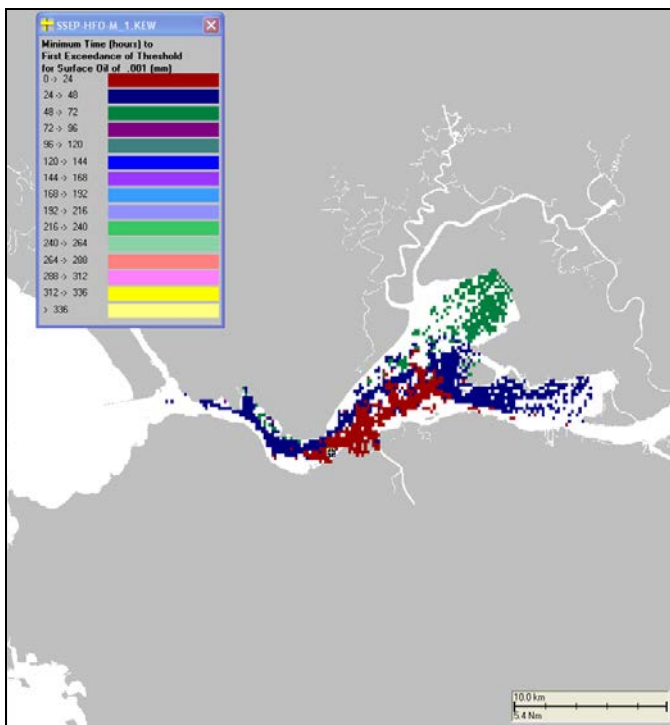 SSEP-HFO-M_1.KEW
Minimum Time (hours) to
First Exceedance of Threshold
for Surface Oil of .001 (mm)
0 -> 24
24 -> 48
48 -> 72
72 -> 96
96 -> 120
120 -> 144
144 -> 168
168 -> 192
192 -> 216
216 -> 240
240 -> 264
264 -> 288
288 -> 312
312 -> 336
> 336
10.0 km
5.4 Nm